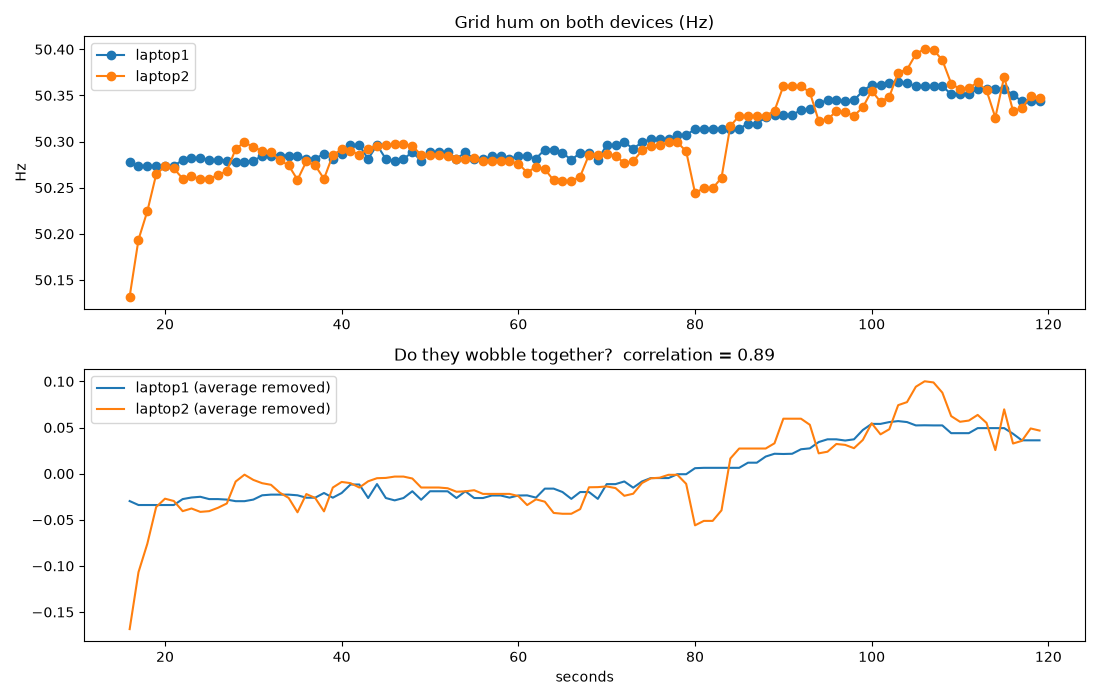 Grid hum on both devices (Hz)
laptop1
laptop2
50.40
50.35
50.30
50.25
50.20
50.15
Hz
20 40 60 80 100 120
Do they wobble together?  correlation = 0.89
laptop1 (average removed)
laptop2 (average removed)
0.10
0.05
0.00
−0.05
−0.10
−0.15
20 40 60 80 100 120
seconds